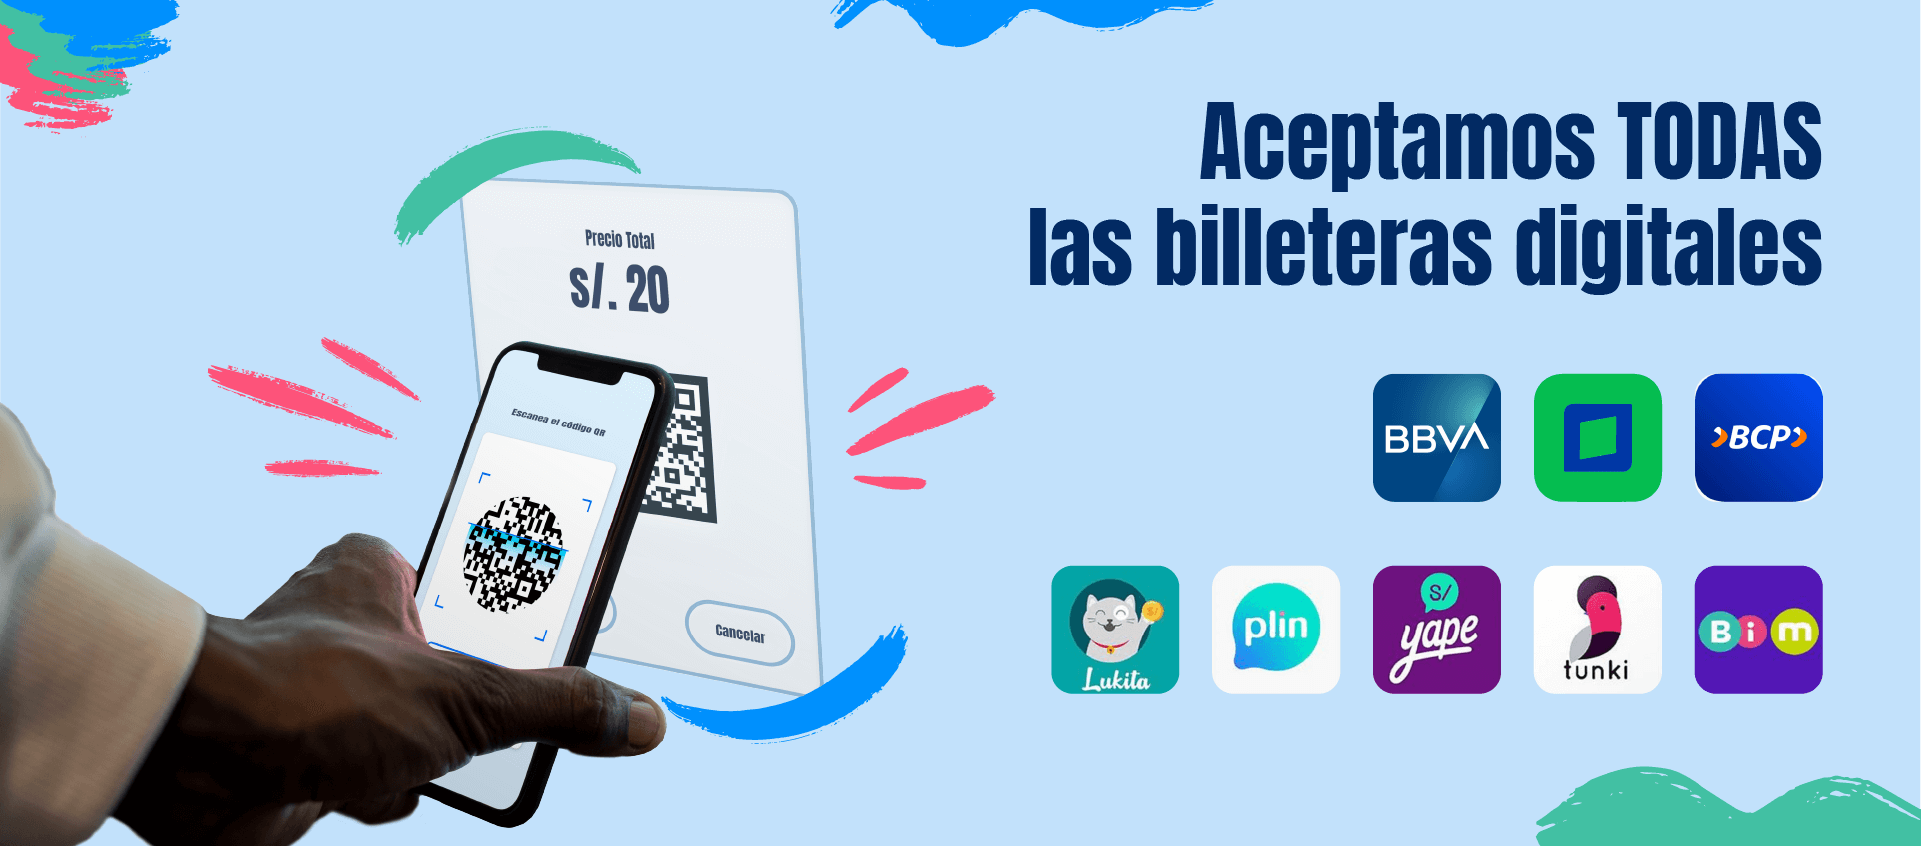 Aceptamos TODAS
las billeteras digitales
Precio Total
s/. 20
Escanea el código QR
Cancelar
BBVA
BCP
Lukita
plin
S/
yape
tunki
Bim